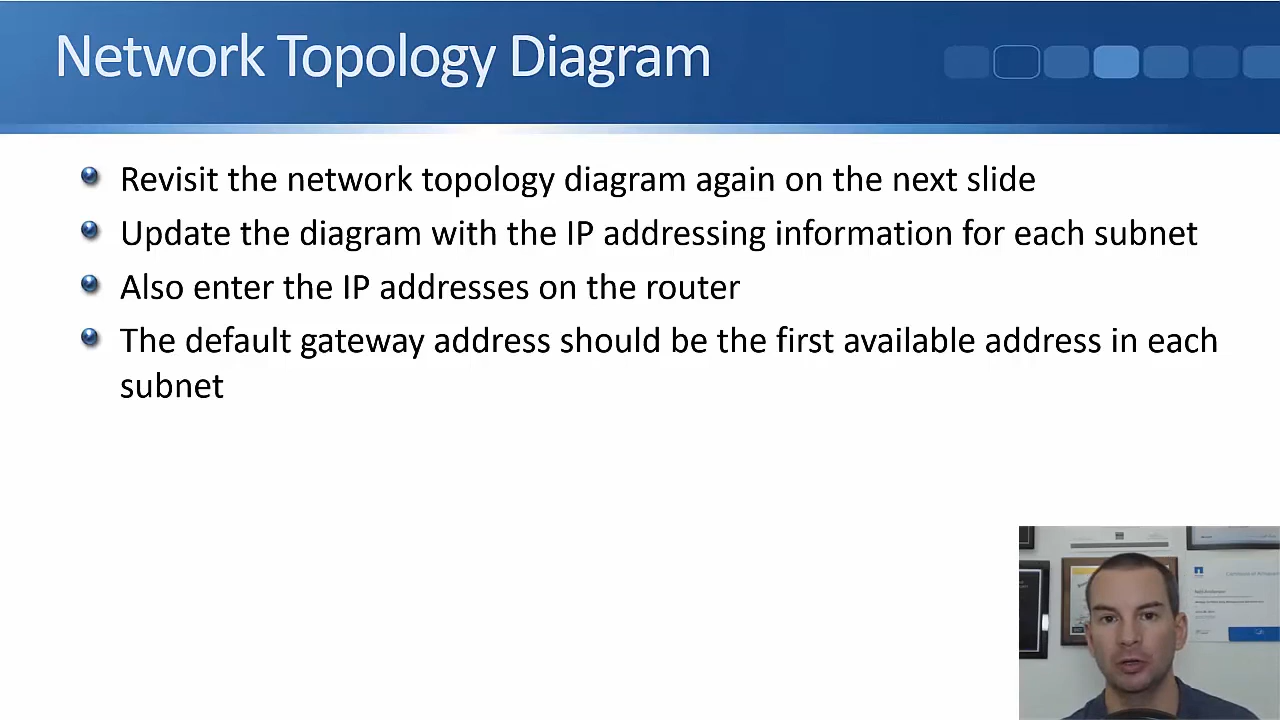 Network Topology Diagram
Revisit the network topology diagram again on the next slide
Update the diagram with the IP addressing information for each subnet
Also enter the IP addresses on the router
The default gateway address should be the first available address in each
subnet